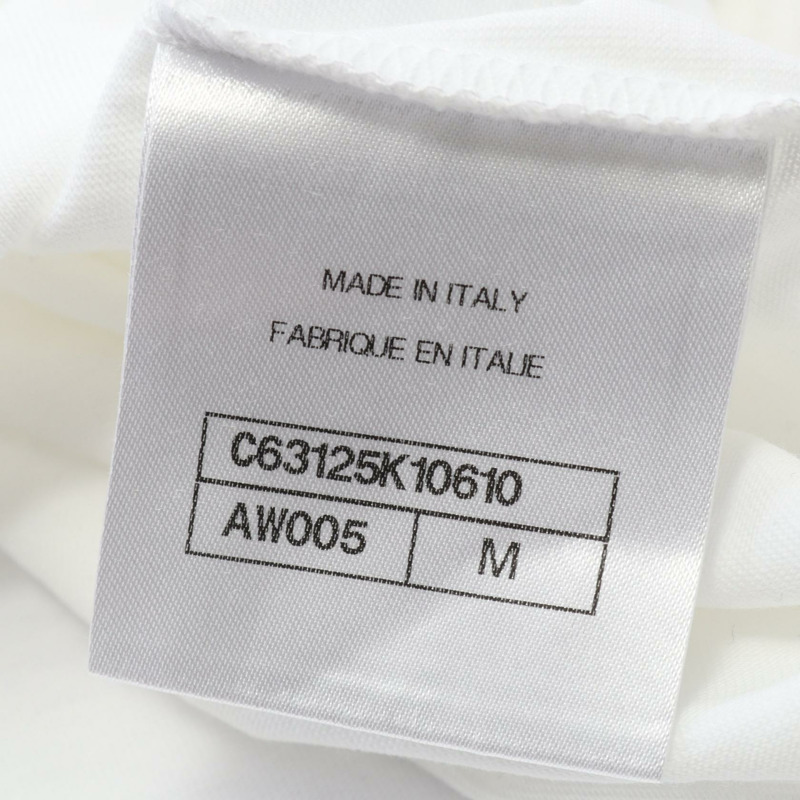 MADE IN ITALY
FABRIQUE EN ITALIE
C63125K10610
AW005 M